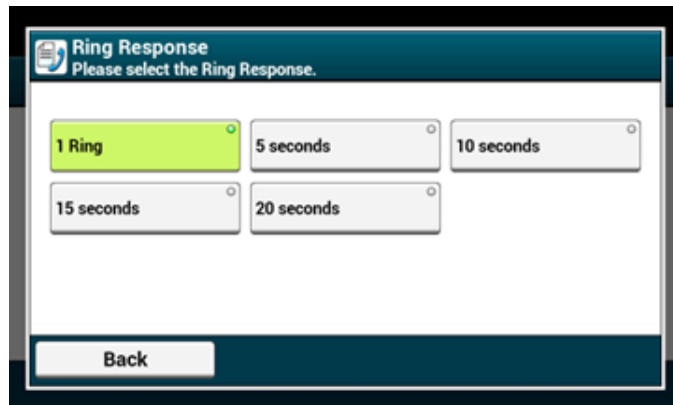 Ring Response
Please select the Ring Response.
1 Ring
5 seconds
10 seconds
15 seconds
20 seconds
Back